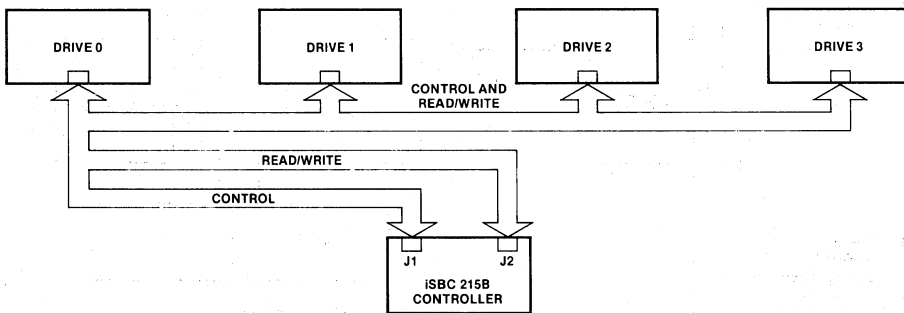 DRIVE 0
DRIVE 1
DRIVE 2
DRIVE 3
CONTROL AND
READ/WRITE
READ/WRITE
CONTROL
J1
J2
iSBC 215B
CONTROLLER